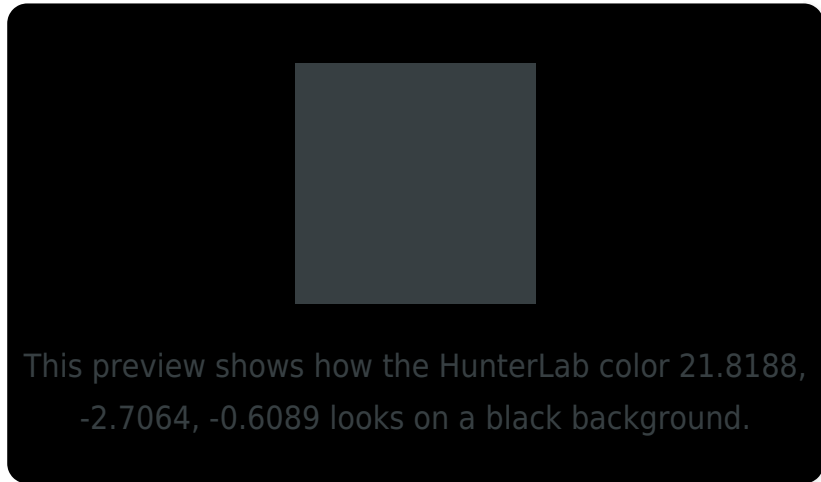 This preview shows how the HunterLab color 21.8188,
-2.7064, -0.6089 looks on a black background.